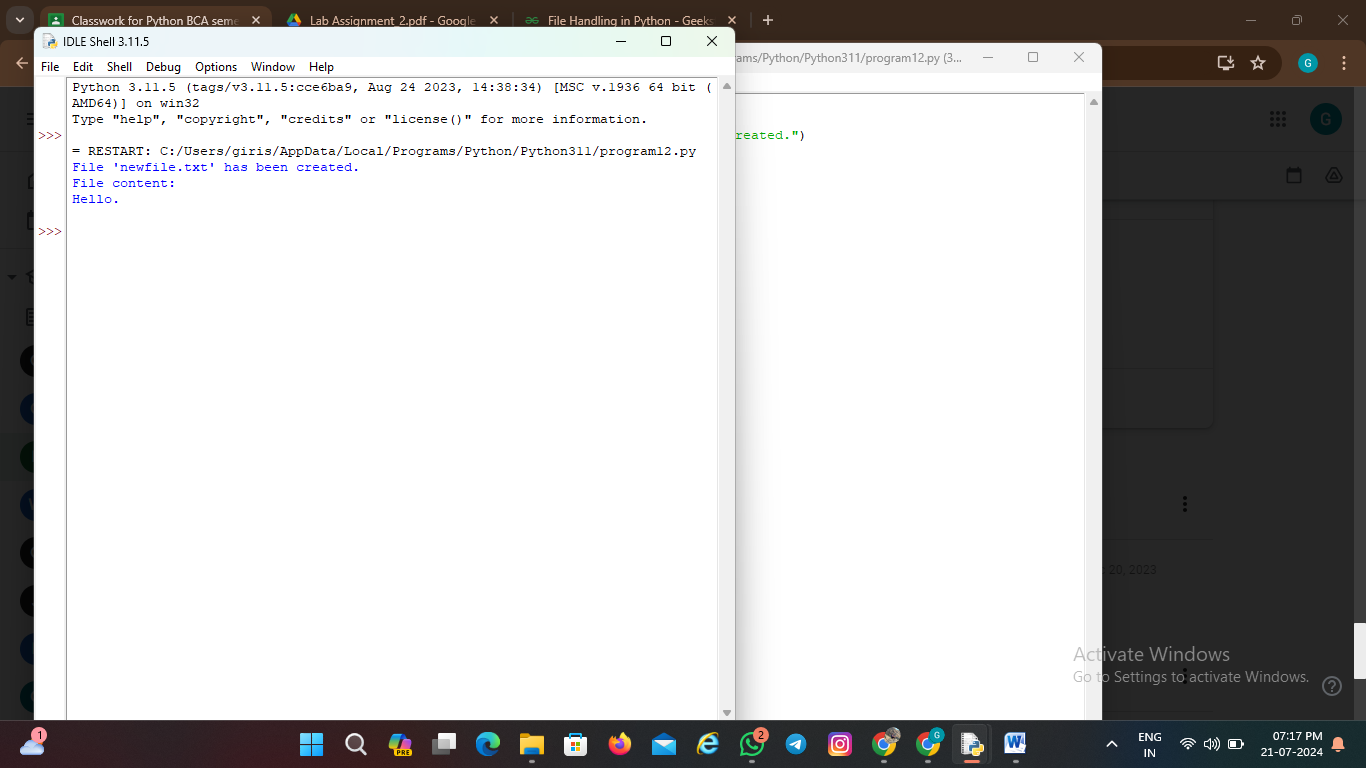 Classwork for Python BCA seme
Lab Assignment_2.pdf - Google
File Handling in Python - Geeks
IDLE Shell 3.11.5
ams/Python/Python311/program12.py (3...
G
File Edit Shell Debug Options Window Help
Python 3.11.5 (tags/v3.11.5:cce6ba9, Aug 24 2023, 14:38:34) [MSC v.1936 64 bit (
AMD64)] on win32
Type "help", "copyright", "credits" or "license()" for more information.
G
>>>
reated.")
= RESTART: C:/Users/giris/AppData/Local/Programs/Python/Python311/program12.py
File 'newfile.txt' has been created.
File content:
Hello.
>>>
20, 2023
Activate Windows
Go to Settings to activate Windows.
1
PRE
2
G
ENG
IN
07:17 PM
21-07-2024